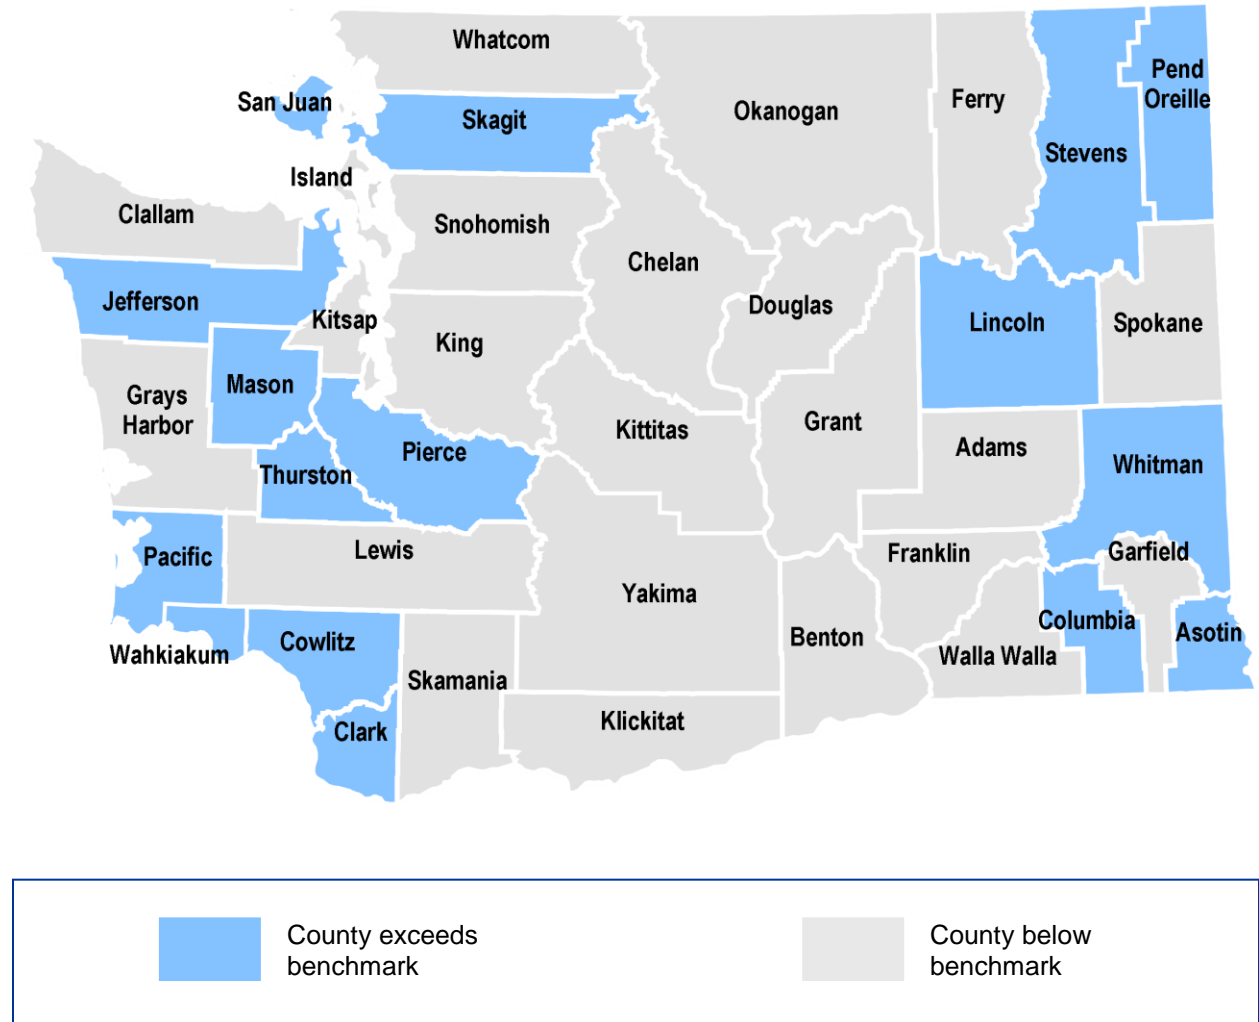 Whatcom
San Juan
Skagit
Okanogan
Ferry
Pend
Oreille
Stevens
Island
Clallam
Snohomish
Chelan
Jefferson
Kitsap
King
Douglas
Lincoln
Spokane
Mason
Grays
Harbor
Pierce
Kittitas
Grant
Adams
Whitman
Thurston
Pacific
Lewis
Yakima
Franklin
Garfield
Wahkiakum
Cowlitz
Skamania
Benton
Walla Walla
Columbia
Asotin
Clark
Klickitat
County exceeds
benchmark
County below
benchmark